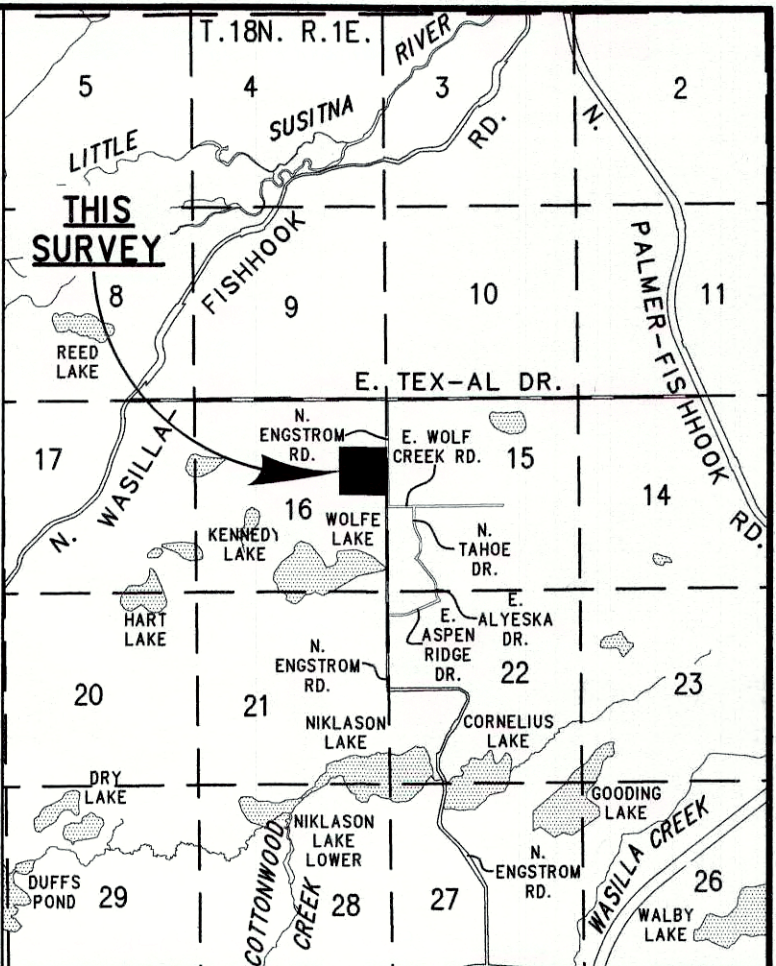 T.18N. R.1E.
5
4
3
2
LITTLE SUSITNA RIVER
RD.
N.
THIS
SURVEY
8
9
10
11
FISHHOOK
PALMER-FISHHOOK
REED
LAKE
E. TEX-AL DR.
N.
ENGSTROM
RD.
E. WOLF
CREEK RD.
17
16
15
14
N. WASILLA-
RD.
KENNEDY
LAKE
WOLFE
LAKE
N.
TAHOE
DR.
HART
LAKE
E.
ALYESKA
DR.
E.
ASPEN
RIDGE
DR.
N.
ENGSTROM
RD.
20
21
22
23
NIKLASON
LAKE
CORNELIUS
LAKE
DRY
LAKE
GOODING
LAKE
NIKLASON
LAKE
LOWER
COTTONWOOD
CREEK
N.
ENGSTROM
RD.
WASILLA CREEK
DUFFS
POND
29
28
27
26
WALBY
LAKE